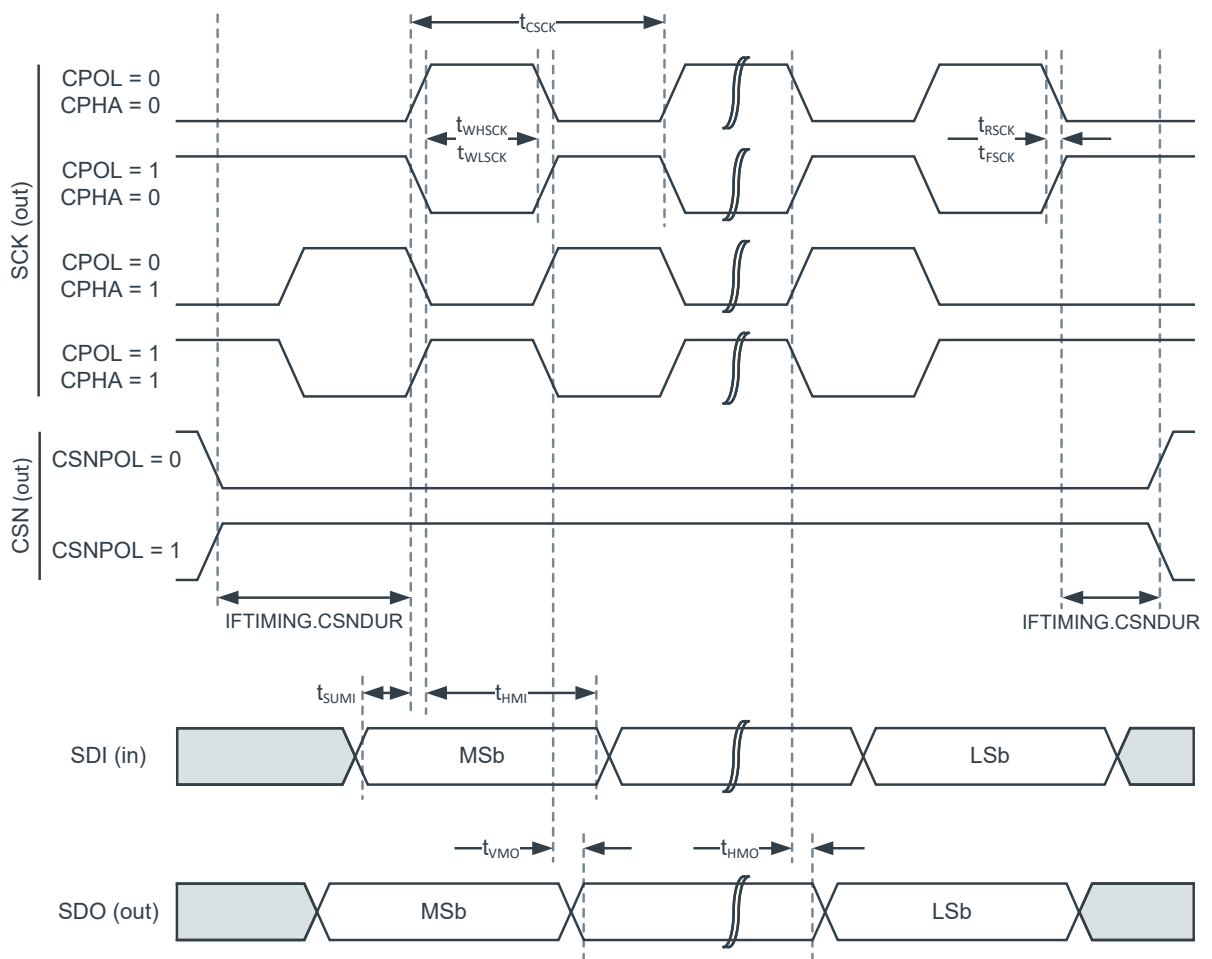 tCSCK
SCK (out)
CPOL = 0
CPHA = 0
tWHSCK
tWLSCK
tRSCK
tFSCK
CPOL = 1
CPHA = 0
CPOL = 0
CPHA = 1
CPOL = 1
CPHA = 1
CSN (out)
CSNPOL = 0
CSNPOL = 1
IFTIMING.CSNDUR
IFTIMING.CSNDUR
tSUMI
tHMI
SDI (in)
MSb
LSb
tVMO
tHMO
SDO (out)
MSb
LSb